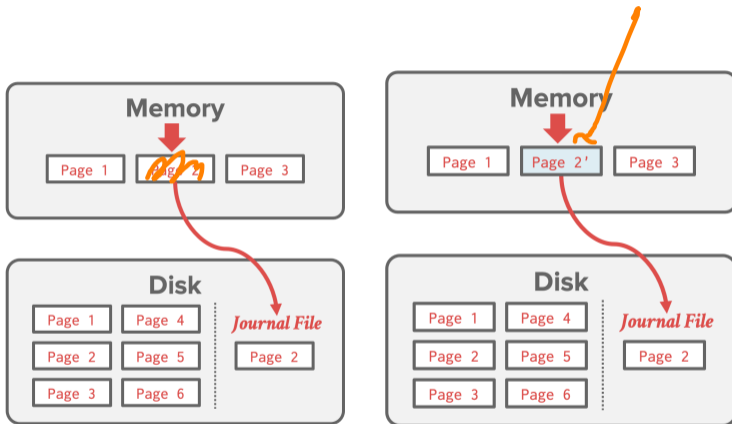 Memory
Page 1 Page 2 Page 3
Disk
Journal File
Page 1 Page 4
Page 2 Page 5 Page 2
Page 3 Page 6
Memory
Page 1 Page 2' Page 3
Disk
Journal File
Page 1 Page 4
Page 2 Page 5 Page 2
Page 3 Page 6